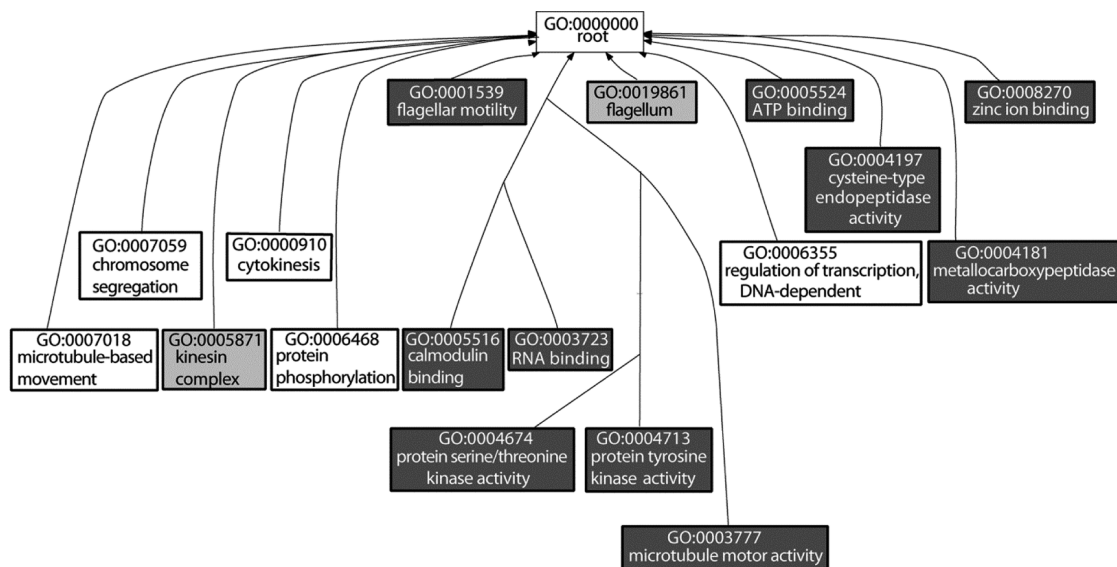 GO:0000000
root
GO:0001539
flagellar motility
GO:0019861
flagellum
GO:0005524
ATP binding
GO:0008270
zinc ion binding
GO:0004197
cysteine-type
endopeptidase
activity
GO:0007059
chromosome
segregation
GO:0000910
cytokinesis
GO:0006355
regulation of transcription,
DNA-dependent
GO:0004181
metallocarboxypeptidase
activity
GO:0007018
microtubule-based
movement
GO:0005871
kinesin
complex
GO:0006468
protein
phosphorylation
GO:0005516
calmodulin
binding
GO:0003723
RNA binding
GO:0004674
protein serine/threonine
kinase activity
GO:0004713
protein tyrosine
kinase activity
GO:0003777
microtubule motor activity